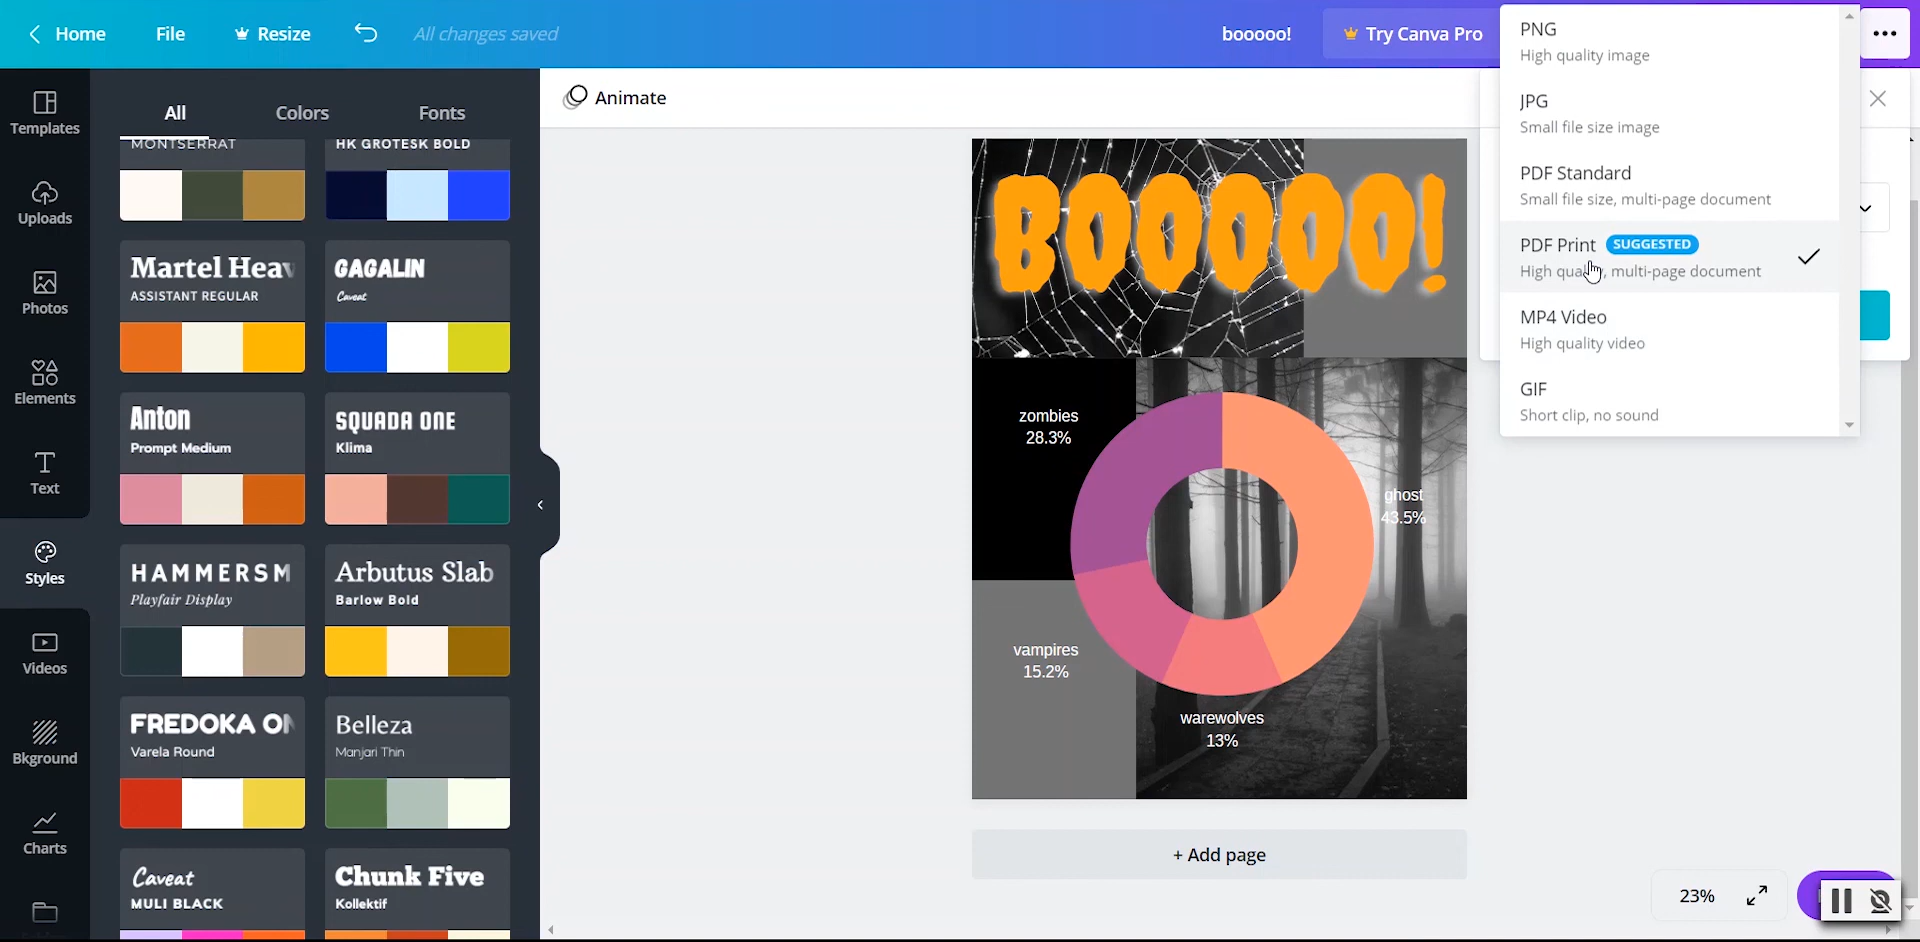 Home
File
Resize
All changes saved
booooo!
Try Canva Pro
Templates
Uploads
Photos
Elements
Text
Styles
Videos
Bkground
Charts
All
Colors
Fonts
MONTSERRAT
HK GROTESK BOLD
Martel Heav
ASSISTANT REGULAR
GAGALIN
Caveat
Anton
Prompt Medium
SQUADA ONE
Klima
HAMMERSM
Playfair Display
Arbutus Slab
Barlow Bold
FREDOKA ON
Varela Round
Belleza
Manjari Thin
Caveat
MULI BLACK
Chunk Five
Kollektif
Animate
BOOOOO!
zombies
28.3%
ghost
43.5%
vampires
15.2%
warewolves
13%
+ Add page
PNG
High quality image
JPG
Small file size image
PDF Standard
Small file size, multi-page document
PDF Print SUGGESTED
High quality, multi-page document
MP4 Video
High quality video
GIF
Short clip, no sound
23%